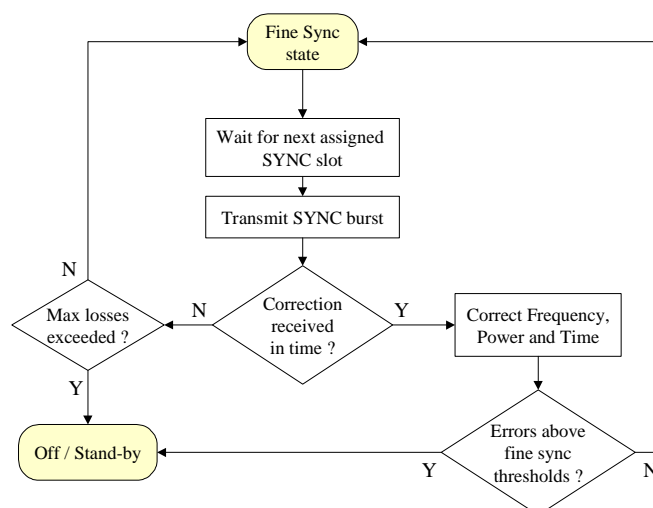 Fine Sync
state
Wait for next assigned
SYNC slot
Transmit SYNC burst
N
Max losses
exceeded ?
N
Correction
received
in time ?
Y
Correct Frequency,
Power and Time
Y
Off / Stand-by
Y
Errors above
fine sync
thresholds ?
N